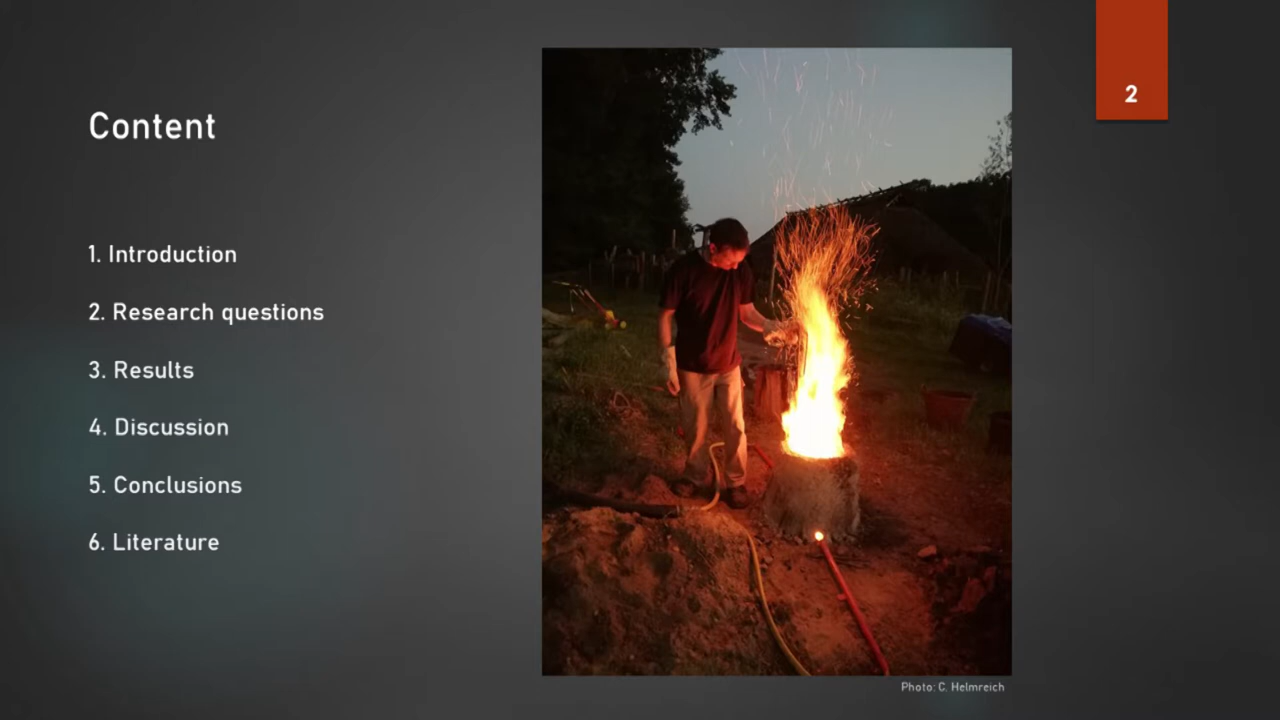 2
Content
1. Introduction
2. Research questions
3. Results
4. Discussion
5. Conclusions
6. Literature
Photo: C. Helmreich